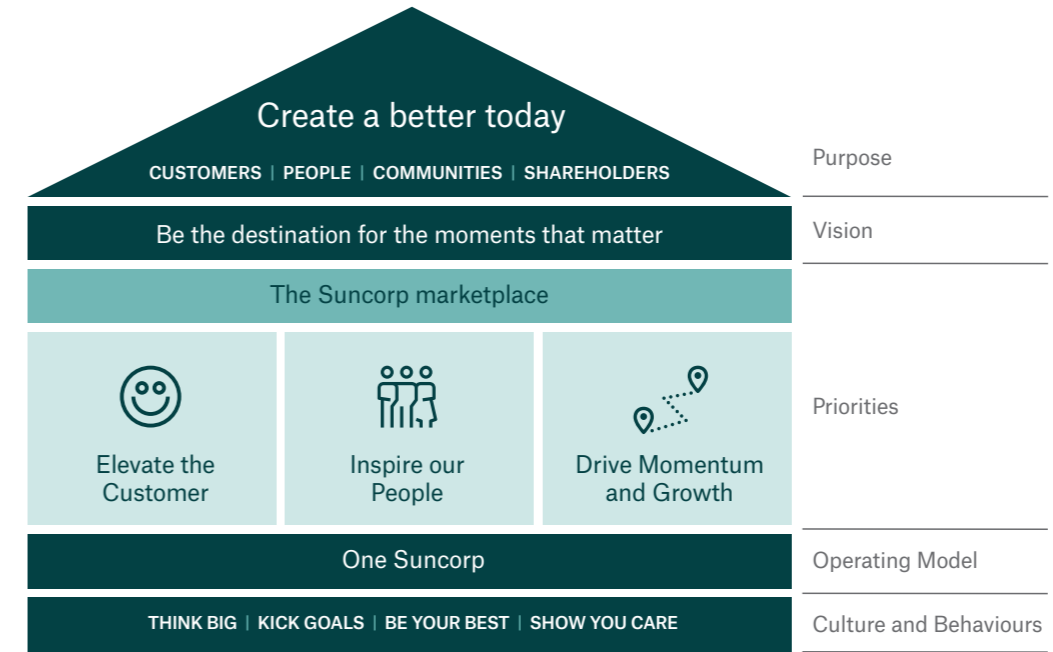 Create a better today
CUSTOMERS | PEOPLE | COMMUNITIES | SHAREHOLDERS
Purpose
Be the destination for the moments that matter
Vision
The Suncorp marketplace
Elevate the
Customer
Inspire our
People
Drive Momentum
and Growth
Priorities
One Suncorp
Operating Model
THINK BIG | KICK GOALS | BE YOUR BEST | SHOW YOU CARE
Culture and Behaviours